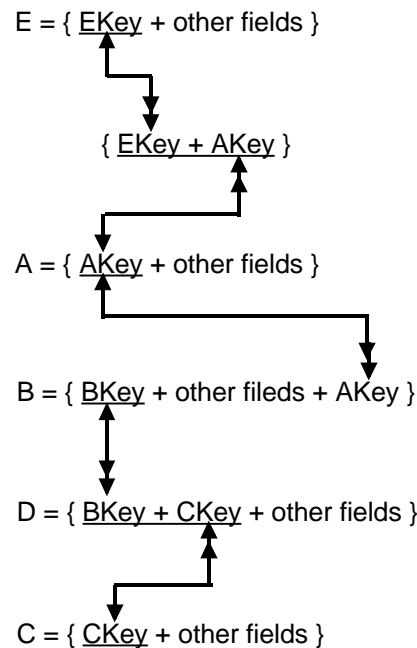 E = { EKey + other fields }
{ EKey + AKey }
A = { AKey + other fields }
B = { BKey + other fileds + AKey }
D = { BKey + CKey + other fields }
C = { CKey + other fields }